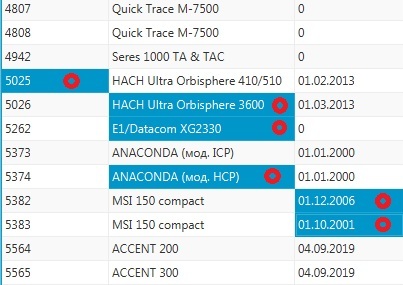 4807 Quick Trace M-7500 0
4808 Quick Trace M-7500 0
4942 Seres 1000 TA & TAC 0
5025 HACH Ultra Orbisphere 410/510 01.02.2013
5026 HACH Ultra Orbisphere 3600 01.03.2013
5262 E1/Datacom XG2330 0
5373 ANACONDA (мод. ICP) 01.01.2000
5374 ANACONDA (мод. HCP) 01.01.2000
5382 MSI 150 compact 01.12.2006
5383 MSI 150 compact 01.10.2001
5564 ACCENT 200 04.09.2019
5565 ACCENT 300 04.09.2019